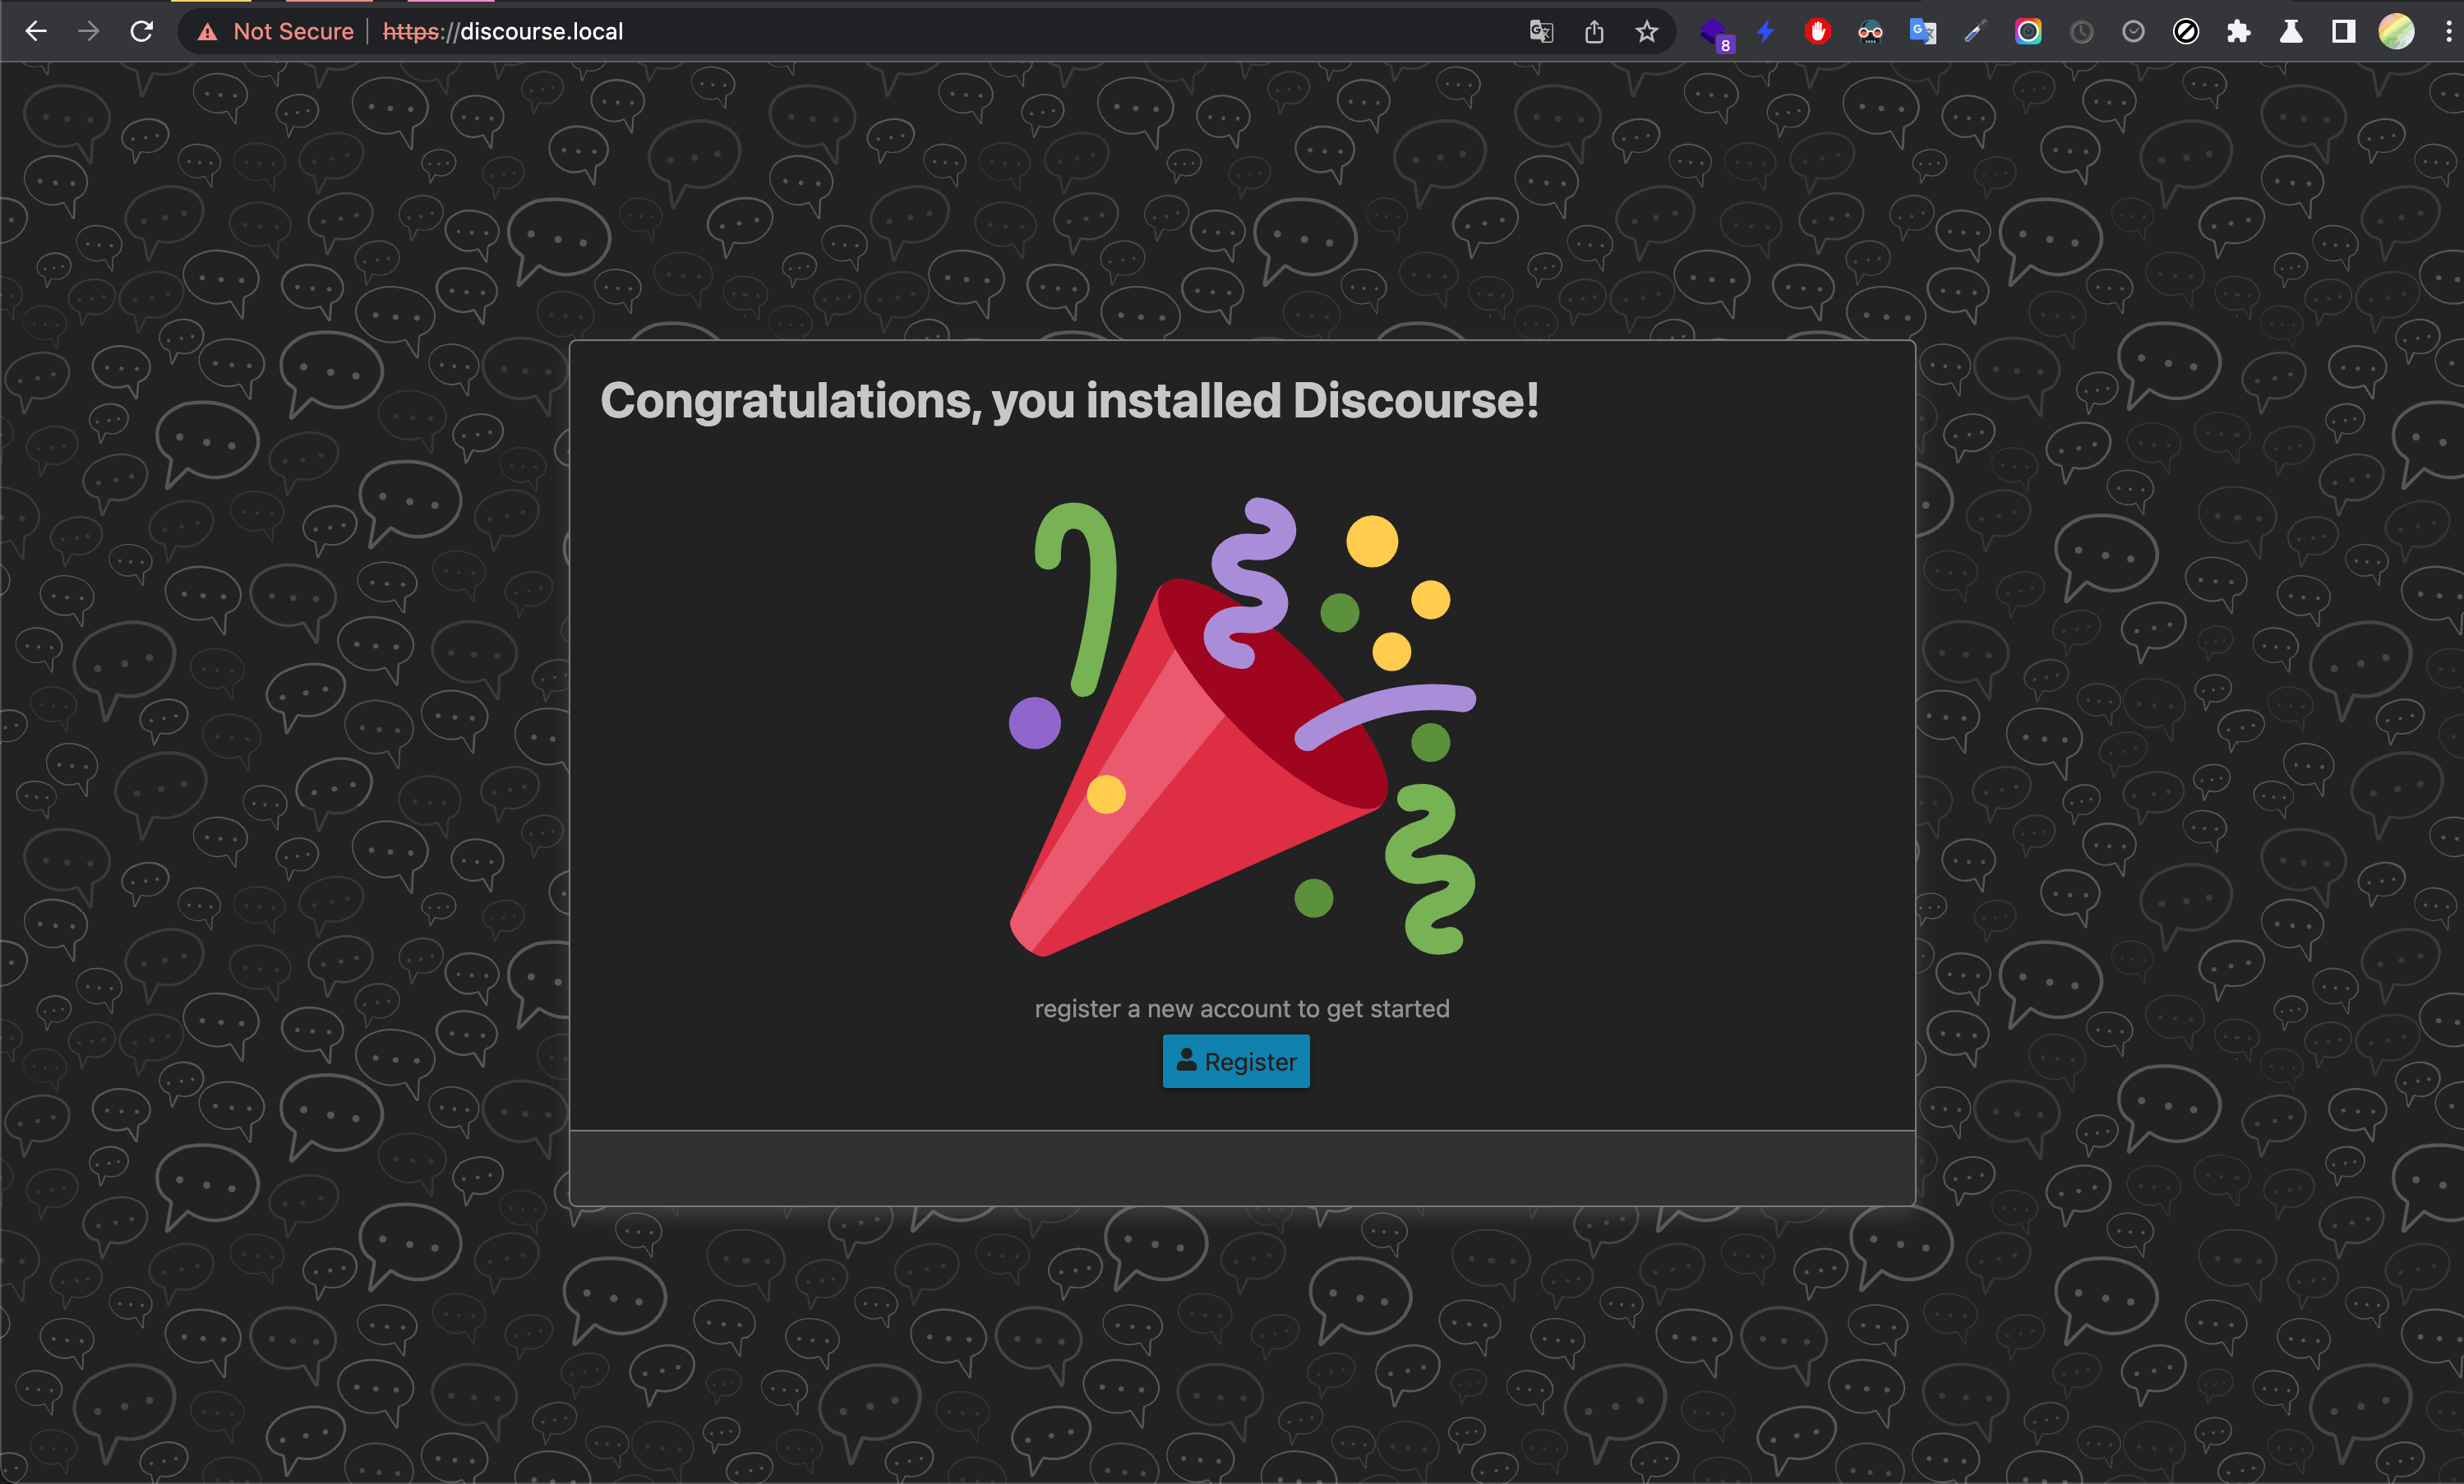 Not Secure
https://discourse.local
8
Congratulations, you installed Discourse!
register a new account to get started
Register